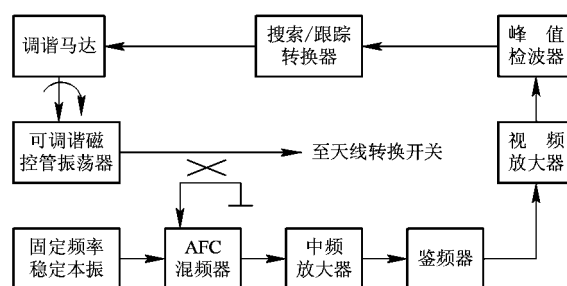 调谐马达
搜索/跟踪
转换器
峰 值
检波器
可调谐磁
控管振荡器
至天线转换开关
视 频
放大器
固定频率
稳定本振
AFC
混频器
中频
放大器
鉴频器